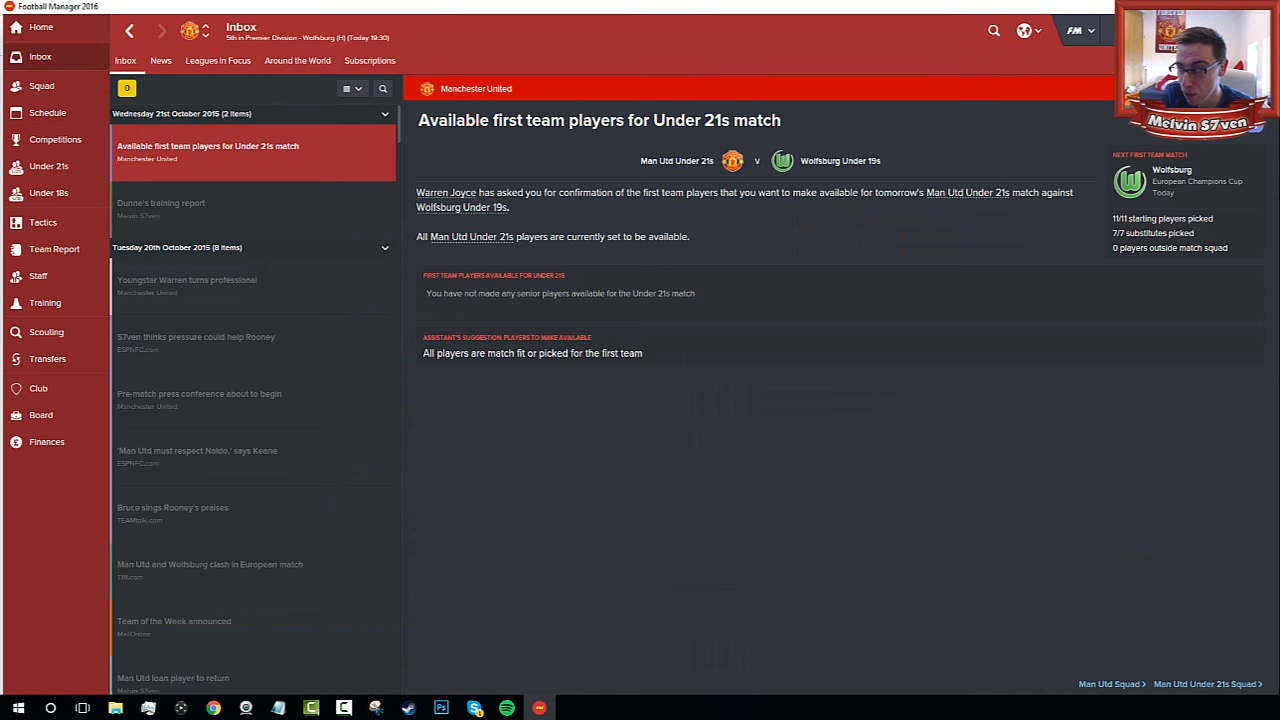 Football Manager 2016
Home
Inbox
Squad
Schedule
Competitions
Under 21s
Under 18s
Tactics
Team Report
Staff
Training
Scouting
Transfers
Club
Board
Finances
Inbox
5th in Premier Division - Wolfsburg (H) (Today 19:30)
FM
Inbox News Leagues in Focus Around the World Subscriptions
0
Wednesday 21st October 2015 (2 Items)
Available first team players for Under 21s match
Manchester United
Dunne's training report
Melvin S7ven
Tuesday 20th October 2015 (8 Items)
Youngster Warren turns professional
Manchester United
S7ven thinks pressure could help Rooney
ESPNFC.com
Pre-match press conference about to begin
Manchester United
'Man Utd must respect Naldo,' says Keane
ESPNFC.com
Bruce sings Rooney's praises
TEAMtalk.com
Man Utd and Wolfsburg clash in European match
Team of the Week announced
MailOnline
Man Utd loan player to return
Melvin S7ven
Manchester United
Available first team players for Under 21s match
Man Utd Under 21s v Wolfsburg Under 19s
Warren Joyce has asked you for confirmation of the first team players that you want to make available for tomorrow's Man Utd Under 21s match against
Wolfsburg Under 19s.
All Man Utd Under 21s players are currently set to be available.
FIRST TEAM PLAYERS AVAILABLE FOR UNDER 21S
You have not made any senior players available for the Under 21s match
ASSISTANT'S SUGGESTION: PLAYERS TO MAKE AVAILABLE
All players are match fit or picked for the first team
Melvin S7ven
NEXT FIRST TEAM MATCH
Wolfsburg
European Champions Cup
Today
11/11 starting players picked
7/7 substitutes picked
0 players outside match squad
Man Utd Squad > Man Utd Under 21s Squad >